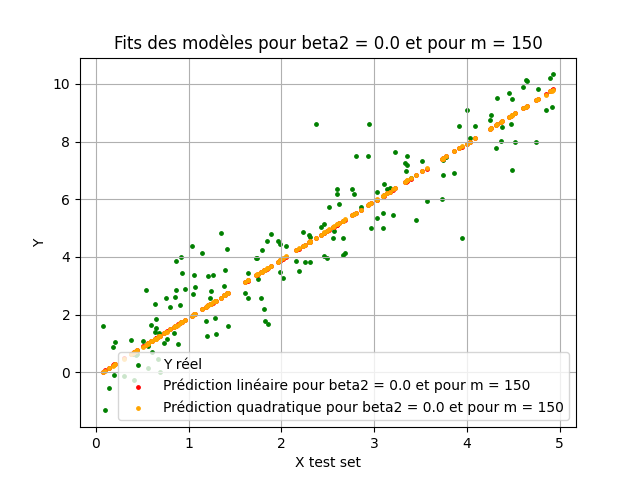 Fits des modèles pour beta2 = 0.0 et pour m = 150
10
8
6
4
2
0
Y
Y réel
Prédiction linéaire pour beta2 = 0.0 et pour m = 150
Prédiction quadratique pour beta2 = 0.0 et pour m = 150
0 1 2 3 4 5
X test set